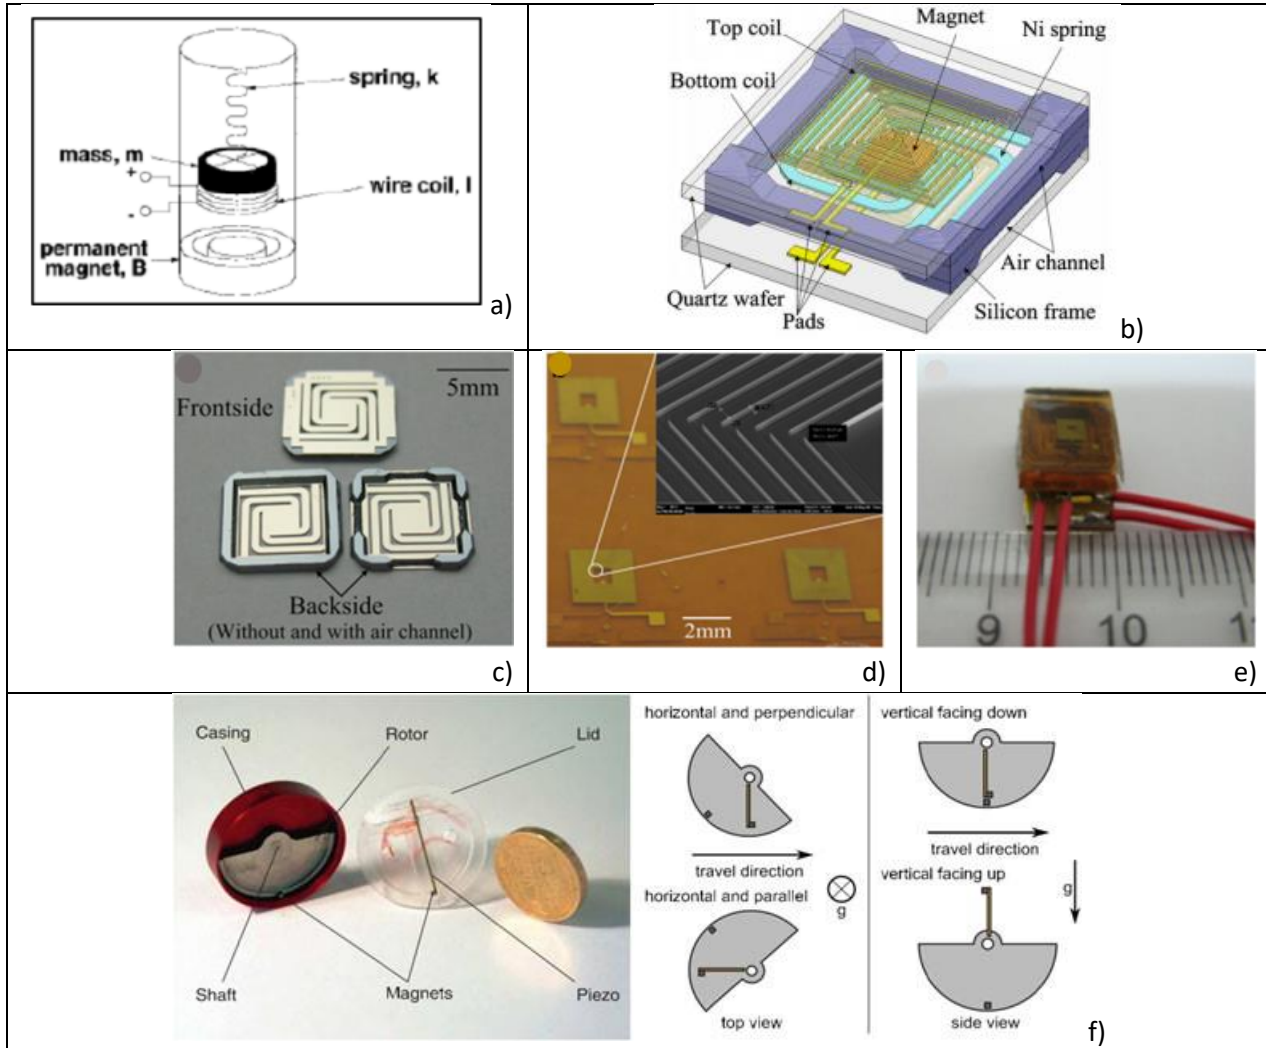 spring, k
mass, m
+
-
wire coil, l
permanent
magnet, B
a)
Magnet
Top coil
Ni spring
Bottom coil
Air channel
Quartz wafer
Silicon frame
Pads
b)
5mm
Frontside
Backside
(Without and with air channel)
c)
2mm
d)
9
10
11
e)
Casing
Rotor
Lid
Shaft
Magnets
Piezo
horizontal and perpendicular
travel direction
horizontal and parallel
g
top view
vertical facing down
travel direction
vertical facing up
g
side view
f)